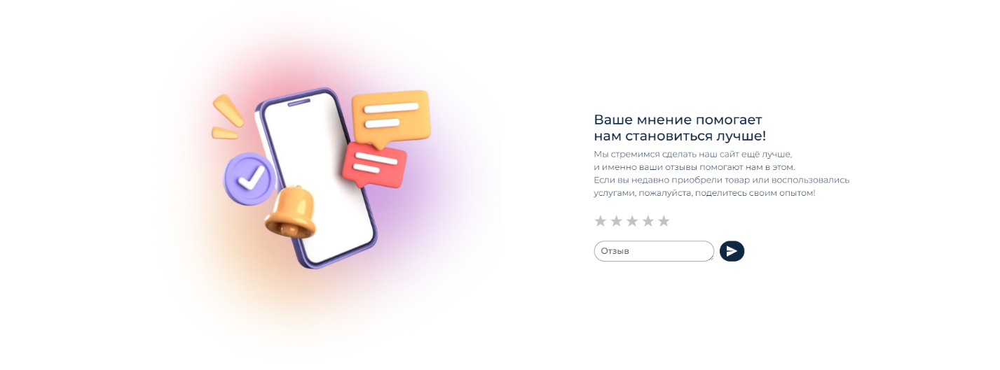 Ваше мнение помогает
нам становиться лучше!
Мы стремимся сделать наш сайт ещё лучше,
и именно ваши отзывы помогают нам в этом.
Если вы недавно приобрели товар или воспользовались
услугами, пожалуйста, поделитесь своим опытом!
Отзыв